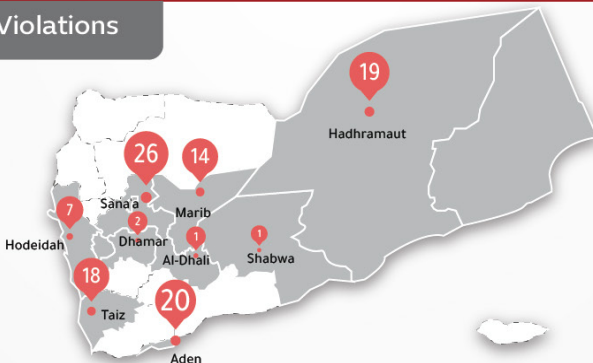 Violations
19
Hadhramaut
26
14
Sana'a
Marib
7
2
Hodeidah
Dhamar
1
Al-Dhali
1
Shabwa
18
Taiz
20
Aden